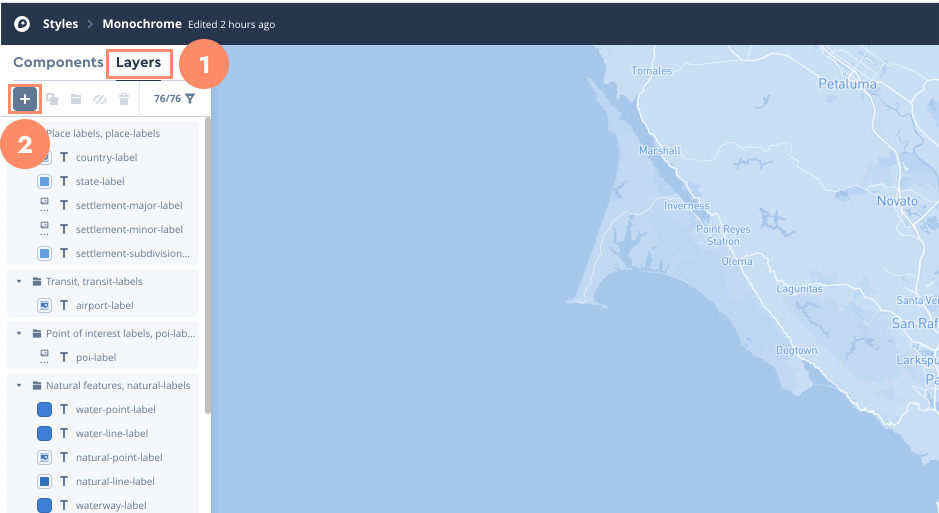 Styles > Monochrome Edited 2 hours ago
Components Layers 1
+ 76/76
2
Place labels, place-labels
T country-label
T state-label
T settlement-major-label
T settlement-minor-label
T settlement-subdivision...
Transit, transit-labels
T airport-label
Point of interest labels, poi-lab...
T poi-label
Natural features, natural-labels
T water-point-label
T water-line-label
T natural-point-label
T natural-line-label
T waterway-label
Tomales
Petaluma
Marshall
Inverness
Novato
Point Reyes
Station
Olema
Lagunitas
Santa Ve
San Raf
Dogtown
Larkspu
Pa